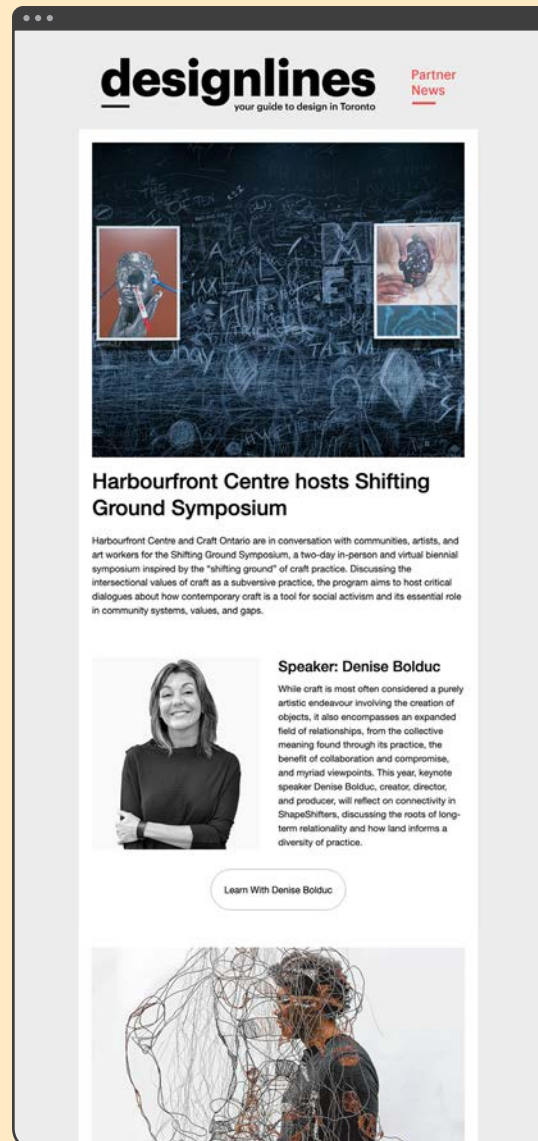 designlines
your guide to design in Toronto
Partner
News
Harbourfront Centre hosts Shifting
Ground Symposium
Harbourfront Centre and Craft Ontario are in conversation with communities, artists, and
art workers for the Shifting Ground Symposium, a two-day in-person and virtual biennial
symposium inspired by the "shifting ground" of craft practice. Discussing the
intersectional values of craft as a subversive practice, the program aims to host critical
dialogues about how contemporary craft is a tool for social activism and its essential role
in community systems, values, and gaps.
Speaker: Denise Bolduc
While craft is most often considered a purely
artistic endeavour involving the creation of
objects, it also encompasses an expanded
field of relationships, from the collective
meaning found through its practice, the
benefit of collaboration and compromise,
and myriad viewpoints. This year, keynote
speaker Denise Bolduc, creator, director,
and producer, will reflect on connectivity in
ShapeShifters, discussing the roots of long-
term relationality and how land informs a
diversity of practice.
Learn With Denise Bolduc